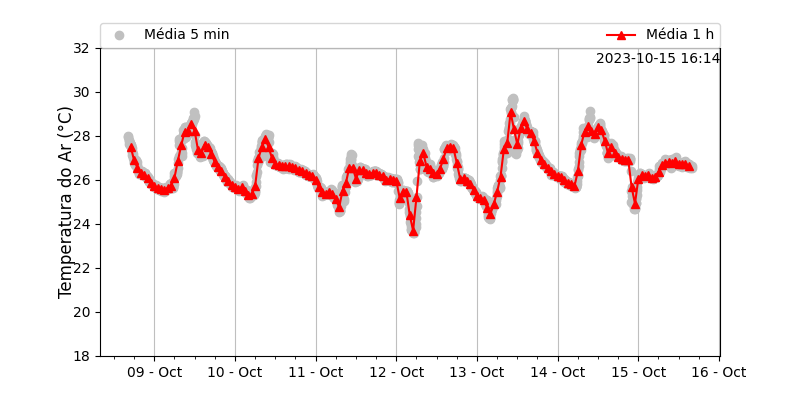 Média 5 min
Média 1 h
2023-10-15 16:14
Temperatura do Ar (°C)
32
30
28
26
24
22
20
18
09 - Oct
10 - Oct
11 - Oct
12 - Oct
13 - Oct
14 - Oct
15 - Oct
16 - Oct